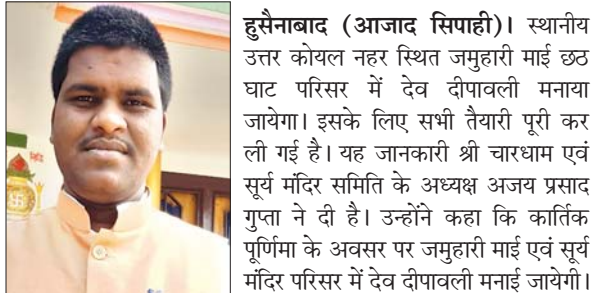 हुसैनाबाद (आजाद सिपाही)। स्थानीय
उत्तर कोयल नहर स्थित जमुहारी माई छठ
घाट परिसर में देव दीपावली मनाया
जायेगा। इसके लिए सभी तैयारी पूरी कर
ली गई है। यह जानकारी श्री चारधाम एवं
सूर्य मंदिर समिति के अध्यक्ष अजय प्रसाद
गुप्ता ने दी है। उन्होंने कहा कि कार्तिक
पूर्णिमा के अवसर पर जमुहारी माई एवं सूर्य
मंदिर परिसर में देव दीपावली मनाई जायेगी।